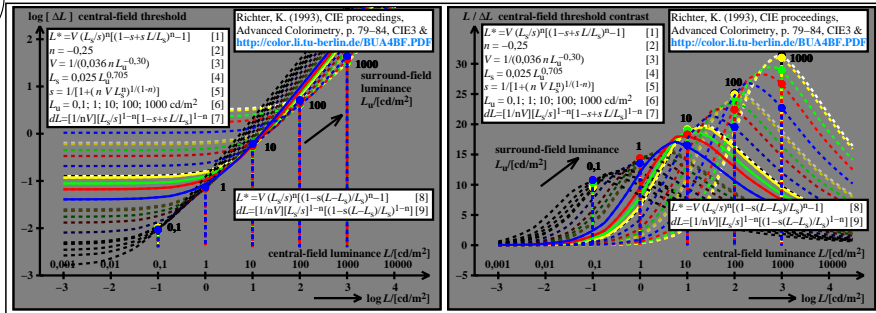 log [ ΔL ] central-field threshold
Richter, K. (1993), CIE proceedings,
Advanced Colorimetry, p. 79–84, CIE3 &
http://color.li.tu-berlin.de/BUA4BF.PDF
L* =V (Ls/s)n[(1–s+s L/Ls)n–1] [1]
n = –0,25 [2]
V = 1/(0,036 n Lu–0,30) [3]
Ls = 0,025 Lu0,705 [4]
s = 1/[1+( n V Lsn)1/(1-n)] [5]
Lu = 0,1; 1; 10; 100; 1000 cd/m2 [6]
dL=[1/nV][Ls/s]1–n[1–s+s L/Ls]1–n [7]
surround-field
luminance
Lu/[cd/m2]
1000
100
10
1
0,1
L* =V (Ls/s)n[(1–s(L–Ls)/Ls)n–1] [8]
dL=[1/nV][Ls/s]1–n[(1–s(L–Ls)/Ls)1–n] [9]
2
1
0
−1
−2
−3
central-field luminance L/[cd/m2]
0,001 0,01 0,1 1 10 100 1000
−3 −2 −1 0 1 2 3 4
log L/[cd/m2]
L / ΔL central-field threshold contrast
Richter, K. (1993), CIE proceedings,
Advanced Colorimetry, p. 79–84, CIE3 &
http://color.li.tu-berlin.de/BUA4BF.PDF
L* =V (Ls/s)n[(1–s+s L/Ls)n–1] [1]
n = –0,25 [2]
V = 1/(0,036 n Lu–0,30) [3]
Ls = 0,025 Lu0,705 [4]
s = 1/[1+( n V Lsn)1/(1-n)] [5]
Lu = 0,1; 1; 10; 100; 1000 cd/m2 [6]
dL=[1/nV][Ls/s]1–n[1–s+s L/Ls]1–n [7]
1000
100
10
1
0,1
surround-field luminance
Lu/[cd/m2]
L* =V (Ls/s)n[(1–s(L–Ls)/Ls)n–1] [8]
dL=[1/nV][Ls/s]1–n[(1–s(L–Ls)/Ls)1–n] [9]
30
25
20
15
10
5
0
−5
central-field luminance L/[cd/m2]
0,001 0,01 0,1 1 10 100 1000
−3 −2 −1 0 1 2 3 4
log L/[cd/m2]